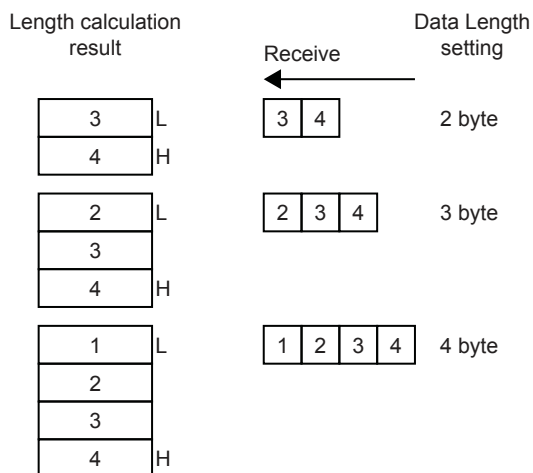 Length calculation
result
Receive
Data Length
setting
3 L 3 4 2 byte
4 H
2 L 2 3 4 3 byte
3
4 H
1 L 1 2 3 4 4 byte
2
3
4 H